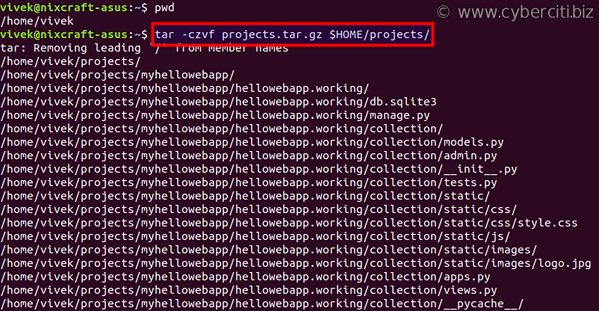 vivek@nixcraft-asus:~$ pwd
© www.cyberciti.biz
/home/vivek
vivek@nixcraft-asus:~$ tar -czvf projects.tar.gz $HOME/projects/
tar: Removing leading `/' from member names
/home/vivek/projects/
/home/vivek/projects/myhellowebapp/
/home/vivek/projects/myhellowebapp/hellowebapp.working/
/home/vivek/projects/myhellowebapp/hellowebapp.working/db.sqlite3
/home/vivek/projects/myhellowebapp/hellowebapp.working/manage.py
/home/vivek/projects/myhellowebapp/hellowebapp.working/collection/
/home/vivek/projects/myhellowebapp/hellowebapp.working/collection/models.py
/home/vivek/projects/myhellowebapp/hellowebapp.working/collection/admin.py
/home/vivek/projects/myhellowebapp/hellowebapp.working/collection/__init__.py
/home/vivek/projects/myhellowebapp/hellowebapp.working/collection/tests.py
/home/vivek/projects/myhellowebapp/hellowebapp.working/collection/static/
/home/vivek/projects/myhellowebapp/hellowebapp.working/collection/static/css/
/home/vivek/projects/myhellowebapp/hellowebapp.working/collection/static/css/style.css
/home/vivek/projects/myhellowebapp/hellowebapp.working/collection/static/js/
/home/vivek/projects/myhellowebapp/hellowebapp.working/collection/static/images/
/home/vivek/projects/myhellowebapp/hellowebapp.working/collection/static/images/logo.jpg
/home/vivek/projects/myhellowebapp/hellowebapp.working/collection/apps.py
/home/vivek/projects/myhellowebapp/hellowebapp.working/collection/views.py
/home/vivek/projects/myhellowebapp/hellowebapp.working/collection/__pycache__/